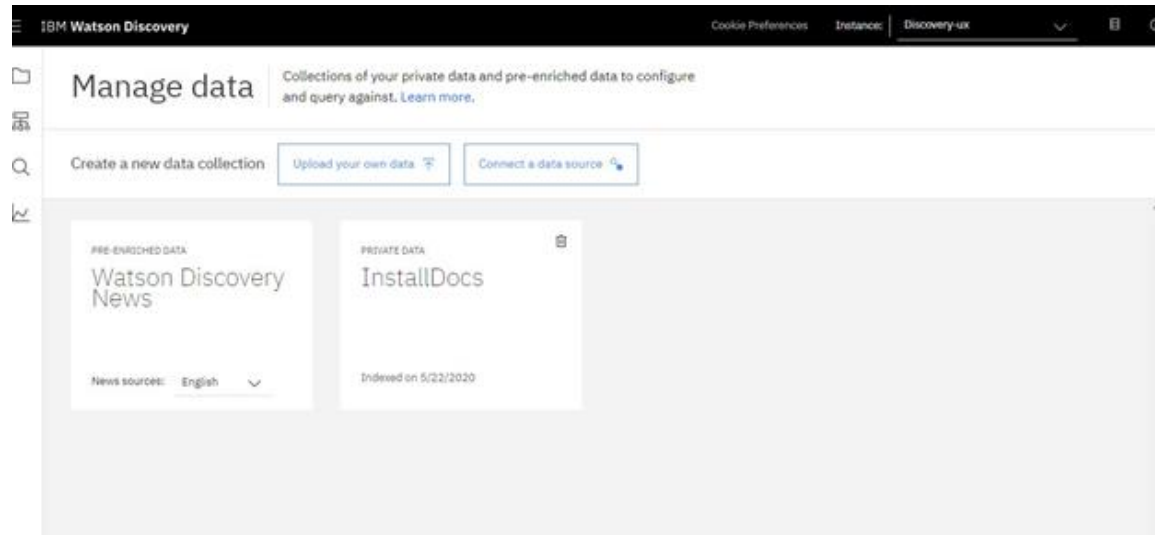 IBM Watson Discovery
Cookie Preferences
Instance:
Discovery-ux
Manage data
Collections of your private data and pre-enriched data to configure
and query against. Learn more.
Create a new data collection
Upload your own data
Connect a data source
PRE-ENRICHED DATA
Watson Discovery
News
News sources: English
PRIVATE DATA
InstallDocs
Indexed on 5/22/2020